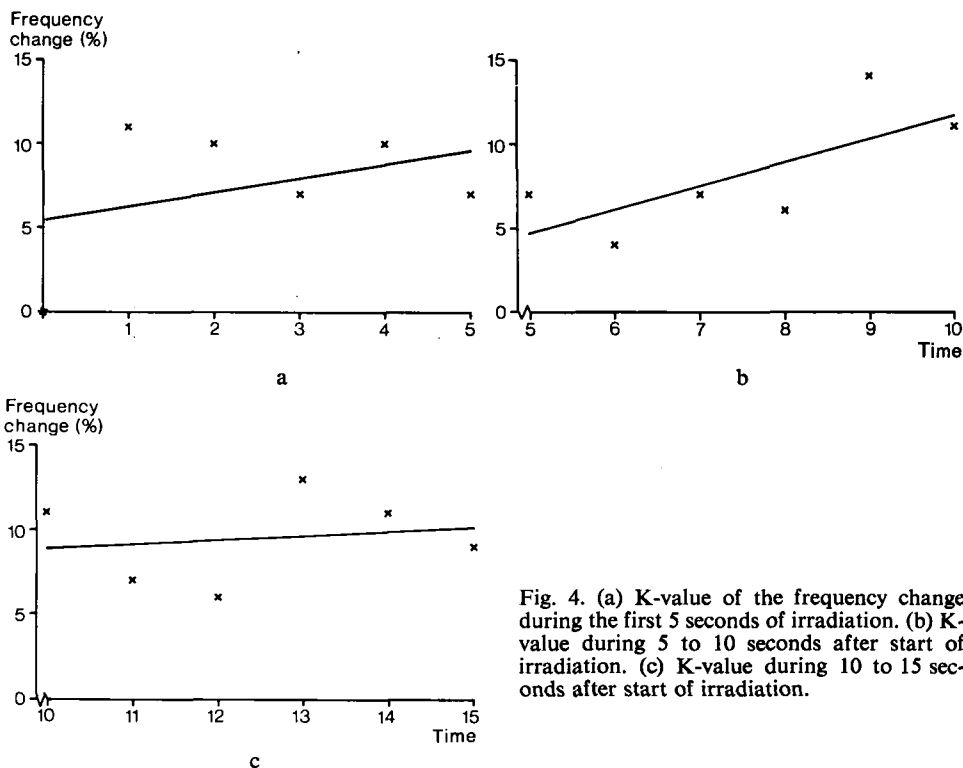 Frequency
change (%)
15
10
5
0
1 2 3 4 5
a
15
10
5
0
5 6 7 8 9 10
Time
b
Frequency
change (%)
15
10
5
0
10 11 12 13 14 15
Time
c
Fig. 4. (a) K-value of the frequency change
during the first 5 seconds of irradiation. (b) K-
value during 5 to 10 seconds after start of
irradiation. (c) K-value during 10 to 15 sec-
onds after start of irradiation.